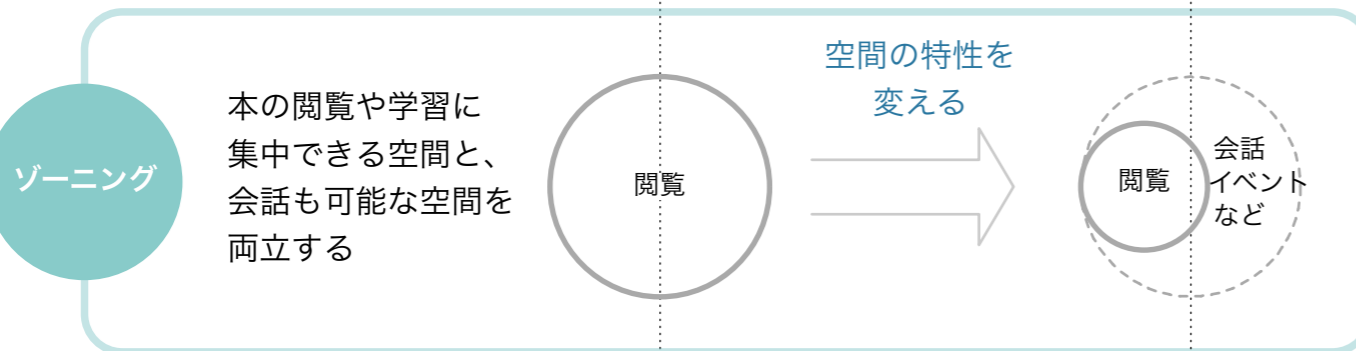 ゾーニング
本の閲覧や学習に
集中できる空間と、
会話も可能な空間を
両立する
閲覧
空間の特性を
変える
閲覧
会話
イベント
など